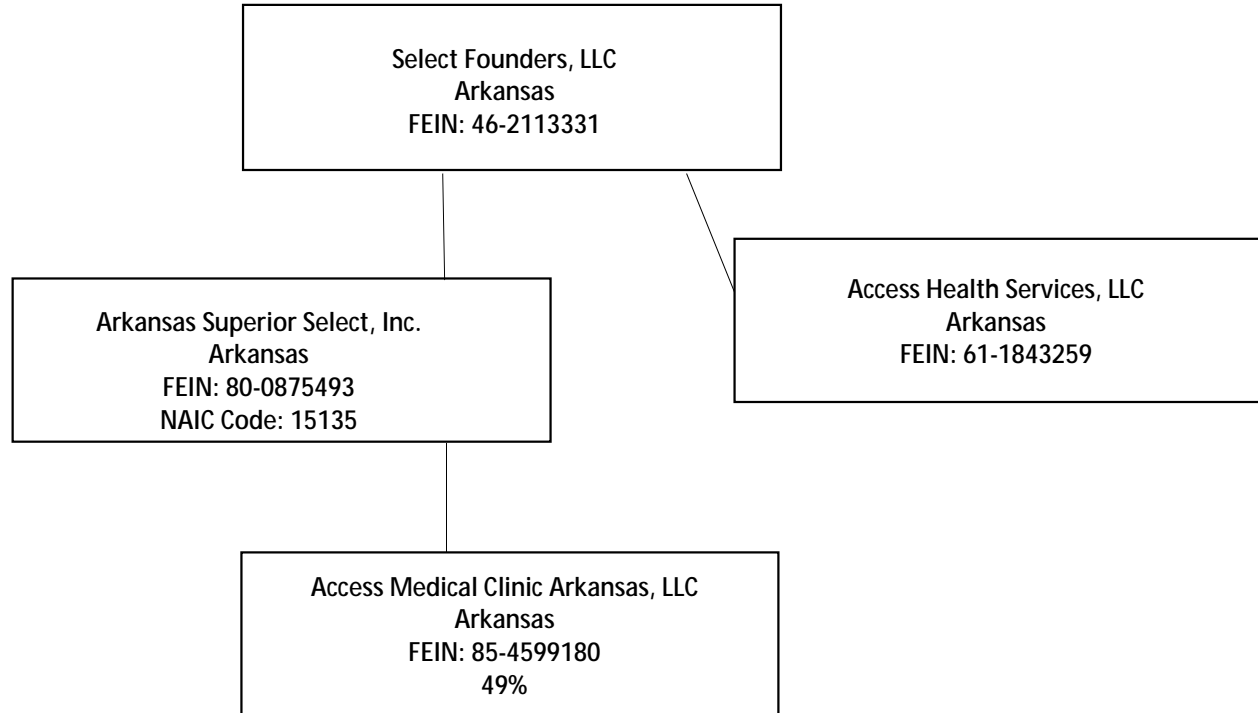 Select Founders, LLC
Arkansas
FEIN: 46-2113331
Access Health Services, LLC
Arkansas
FEIN: 61-1843259
Arkansas Superior Select, Inc.
Arkansas
FEIN: 80-0875493
NAIC Code: 15135
Access Medical Clinic Arkansas, LLC
Arkansas
FEIN: 85-4599180
49%